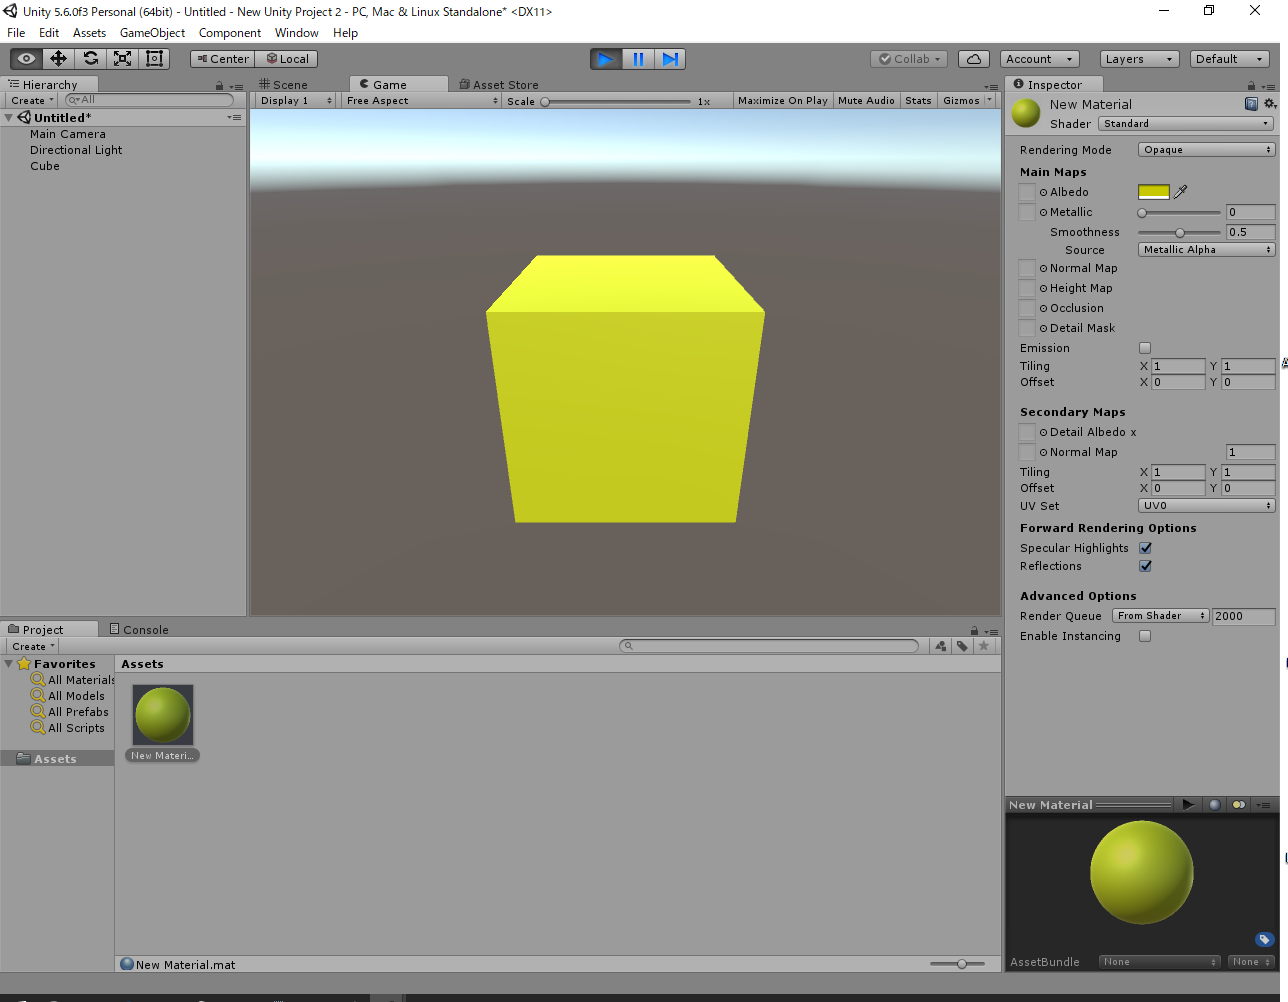 Unity 5.6.0f3 Personal (64bit) - Untitled - New Unity Project 2 - PC, Mac & Linux Standalone* <DX11>
File Edit Assets GameObject Component Window Help
Center Local Collab Account Layers Default
Hierarchy
Create All
Untitled*
Main Camera
Directional Light
Cube
Scene Game Asset Store
Display 1 Free Aspect Scale 1x Maximize On Play Mute Audio Stats Gizmos
Inspector
New Material
Shader Standard
Rendering Mode Opaque
Main Maps
Albedo
Metallic 0
Smoothness 0.5
Source Metallic Alpha
Normal Map
Height Map
Occlusion
Detail Mask
Emission
Tiling X 1 Y 1
Offset X 0 Y 0
Secondary Maps
Detail Albedo x
Normal Map 1
Tiling X 1 Y 1
Offset X 0 Y 0
UV Set UV0
Forward Rendering Options
Specular Highlights
Reflections
Advanced Options
Render Queue From Shader 2000
Enable Instancing
Project Console
Create
Favorites
All Materials
All Models
All Prefabs
All Scripts
Assets
Assets
New Materi...
New Material.mat
New Material
AssetBundle None None